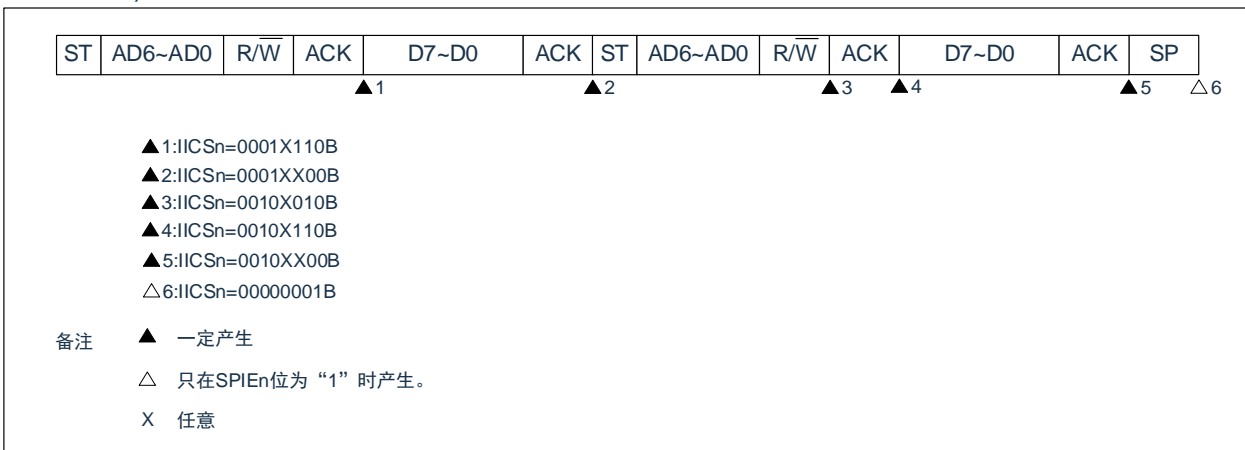 ST AD6~AD0 R/W̅ ACK D7~D0 ACK ST AD6~AD0 R/W̅ ACK D7~D0 ACK SP
▲1 ▲2 ▲3 ▲4 ▲5 △6
▲1:IICSn=0001X110B
▲2:IICSn=0001XX00B
▲3:IICSn=0010X010B
▲4:IICSn=0010X110B
▲5:IICSn=0010XX00B
△6:IICSn=00000001B
备注 ▲ 一定产生
△ 只在SPIEn位为“1”时产生。
X 任意